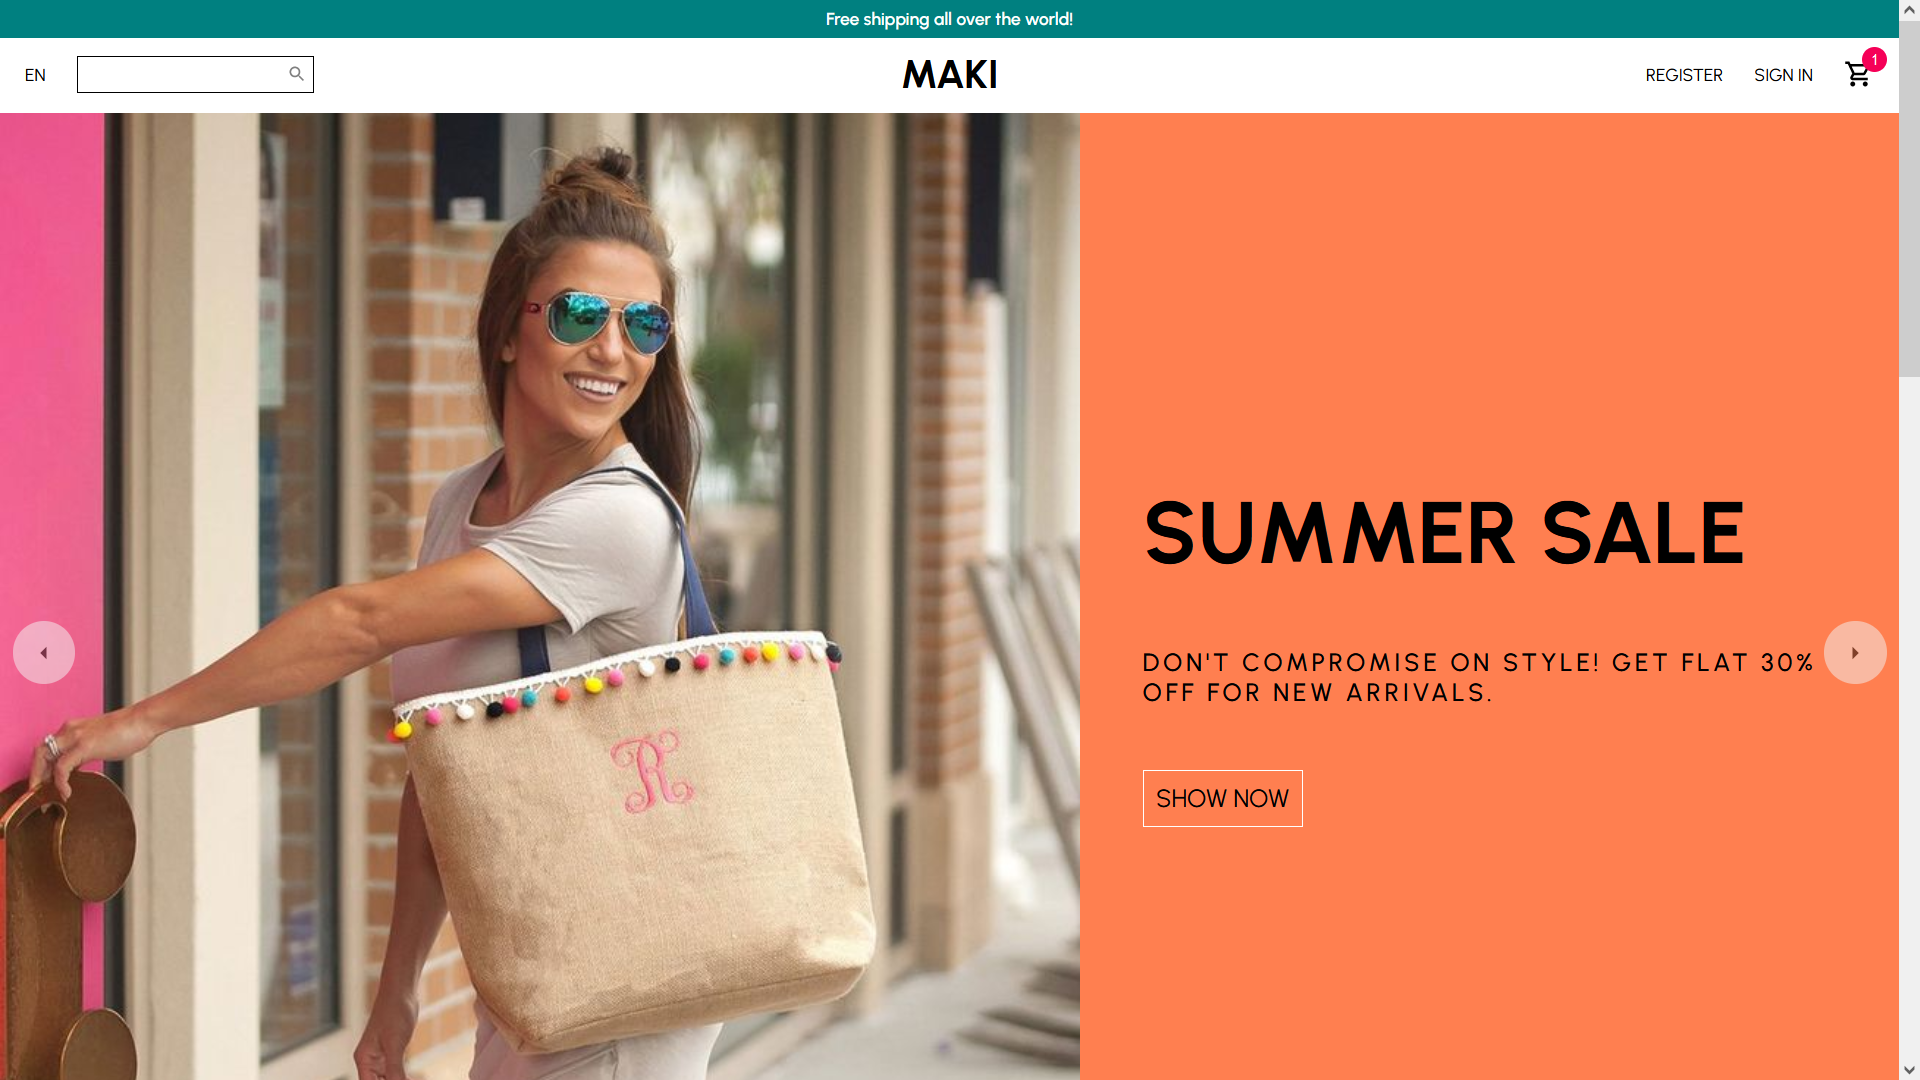 Free shipping all over the world!
EN
MAKI
REGISTER
SIGN IN
1
SUMMER SALE
DON'T COMPROMISE ON STYLE! GET FLAT 30%
OFF FOR NEW ARRIVALS.
SHOW NOW
R